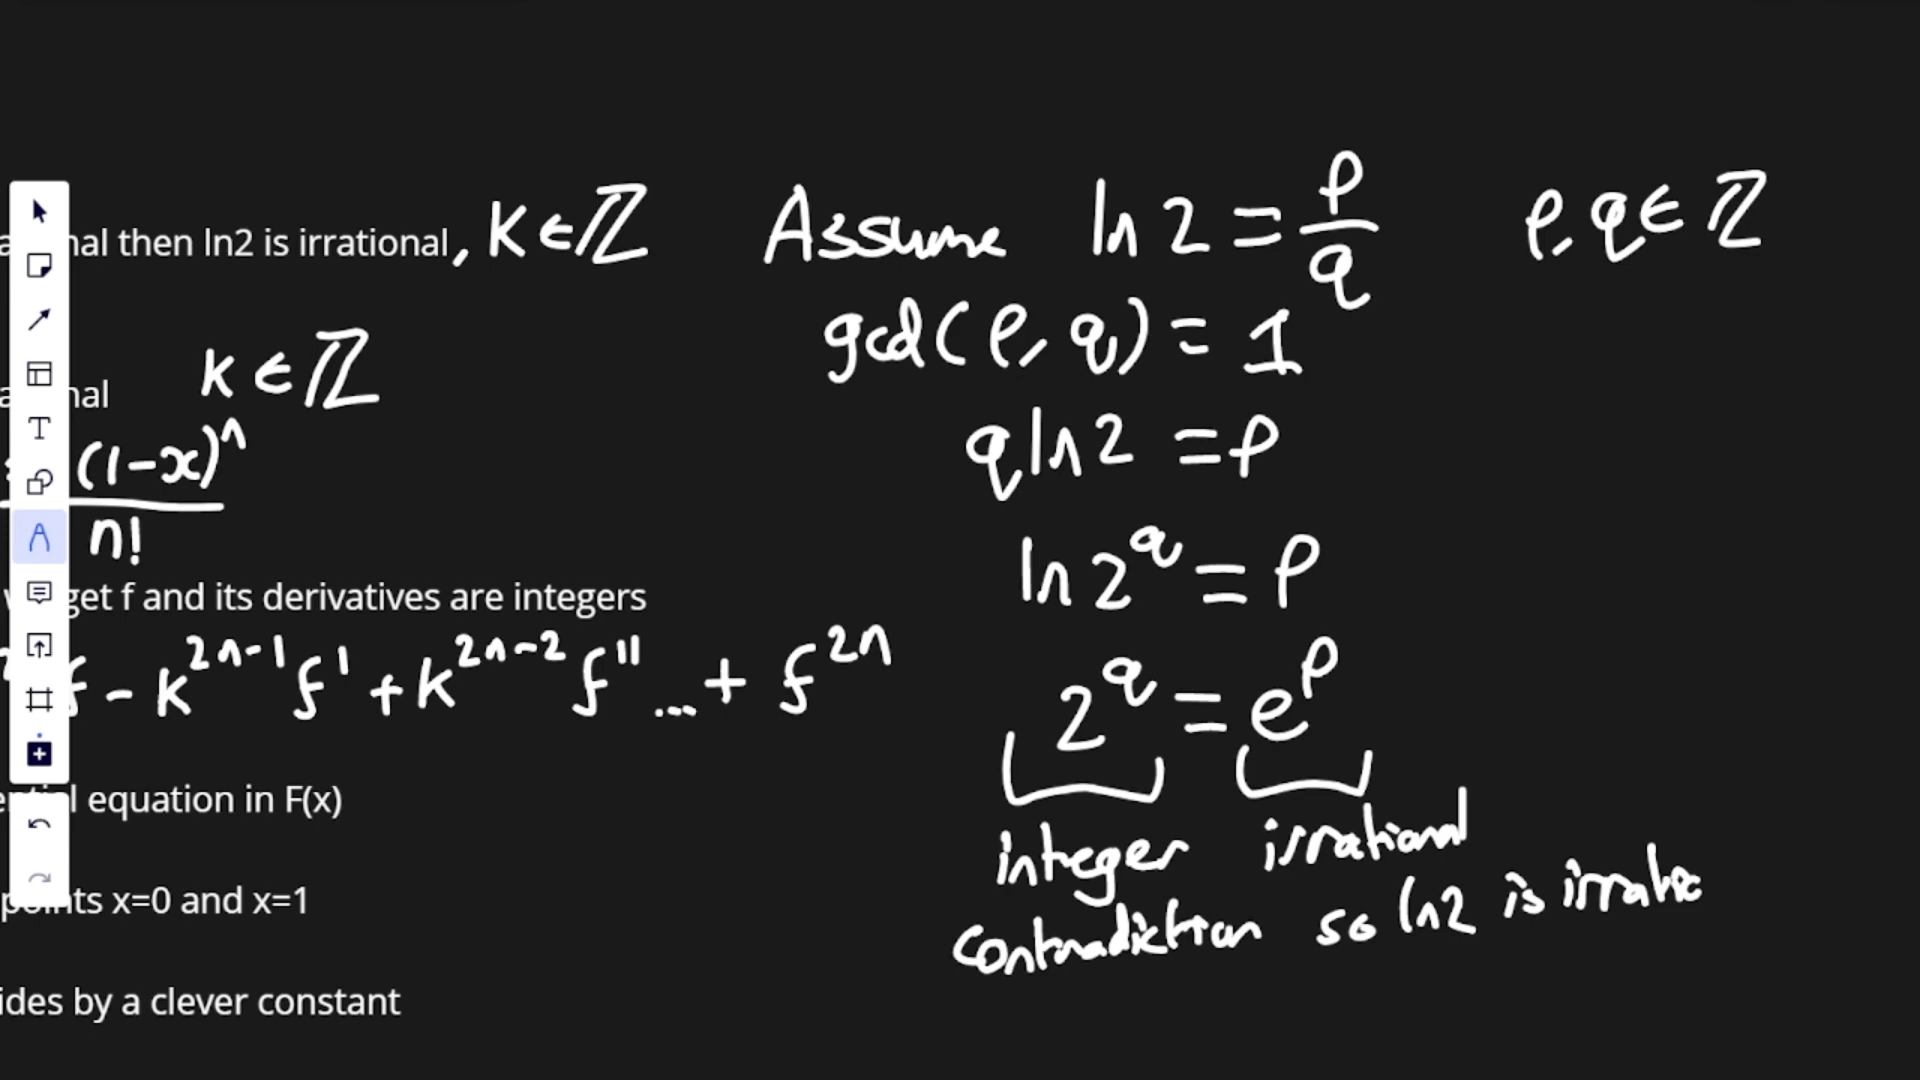 nal then ln2 is irrational, K∈ℤ
nal k∈ℤ
(1-x)^n
n!
get f and its derivatives are integers
f - k^{2n-1} f' + k^{2n-2} f'' ... + f^{2n}
equation in F(x)
points x=0 and x=1
ides by a clever constant
Assume ln 2 = p/q p, q ∈ ℤ
gcd(p, q) = 1
q ln 2 = p
ln 2^q = p
2^q = e^p
integer irrational
contradiction so ln2 is irratio